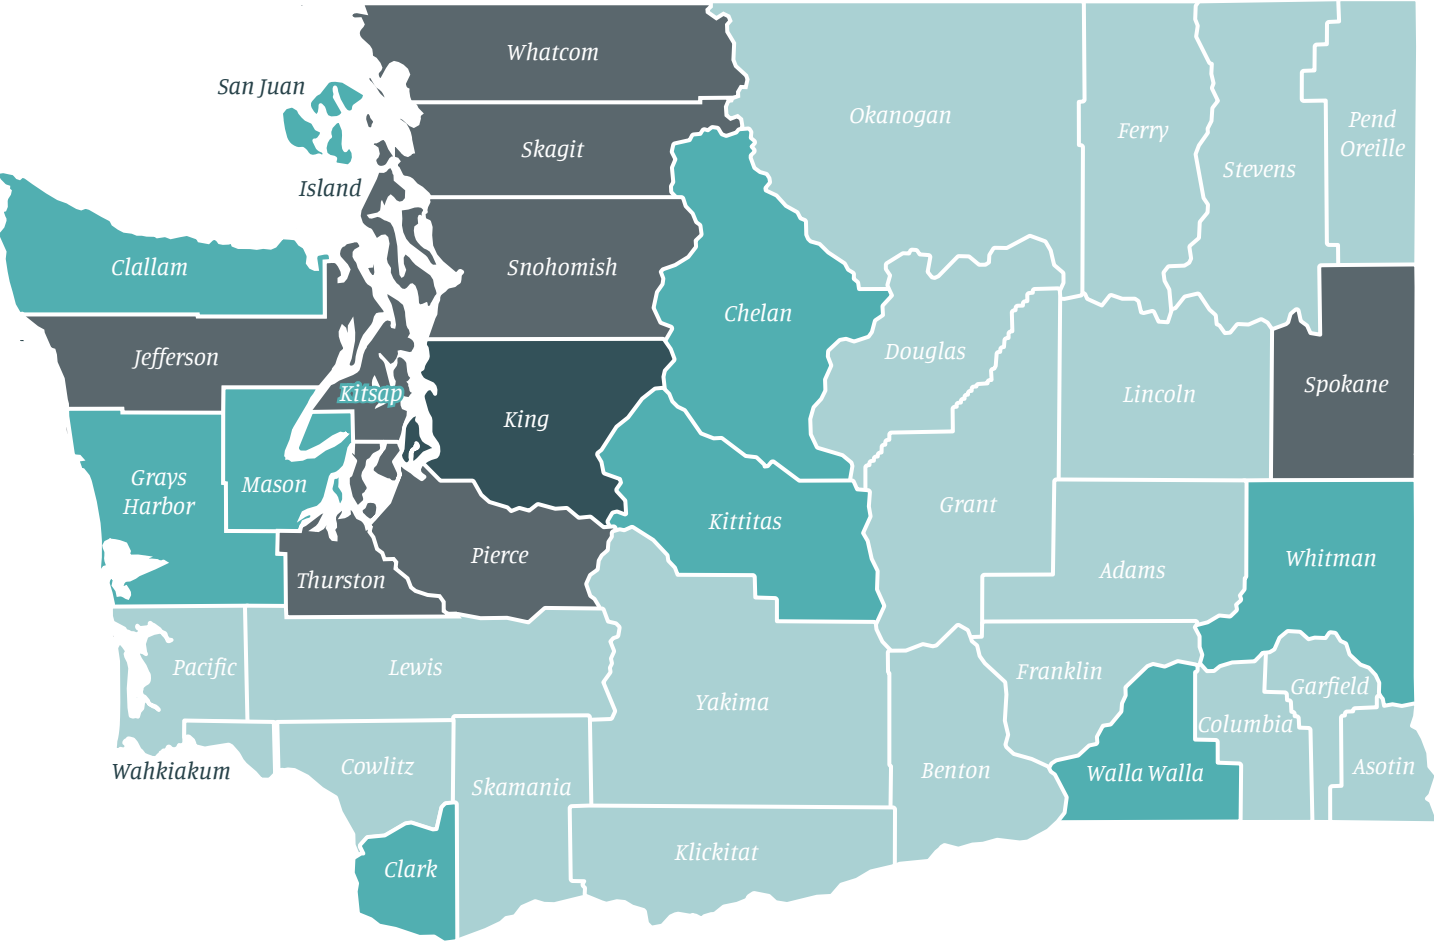 Whatcom
San Juan
Okanogan
Pend
Oreille
Ferry
Skagit
Stevens
Island
Clallam
Snohomish
Chelan
Jefferson
Douglas
Spokane
Kitsap
Lincoln
King
Grays
Harbor
Mason
Grant
Kittitas
Pierce
Whitman
Adams
Thurston
Pacific
Lewis
Franklin
Garfield
Yakima
Columbia
Wahkiakum
Cowlitz
Benton
Walla Walla
Asotin
Skamania
Klickitat
Clark